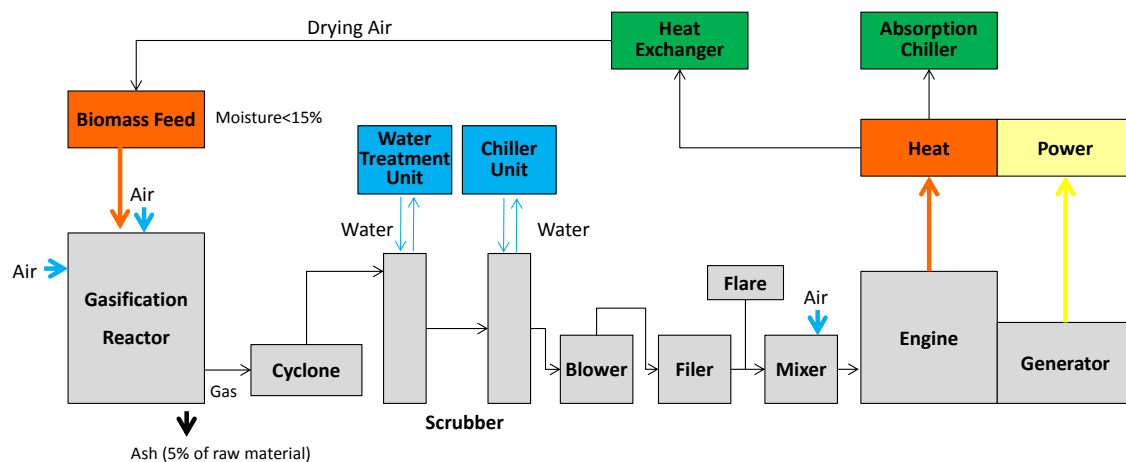 Drying Air
Heat
Exchanger
Absorption
Chiller
Biomass Feed
Moisture<15%
Water
Treatment
Unit
Chiller
Unit
Heat
Power
Air
Water
Water
Air
Gasification
Reactor
Flare
Air
Engine
Cyclone
Blower
Filer
Mixer
Generator
Gas
Scrubber
Ash (5% of raw material)